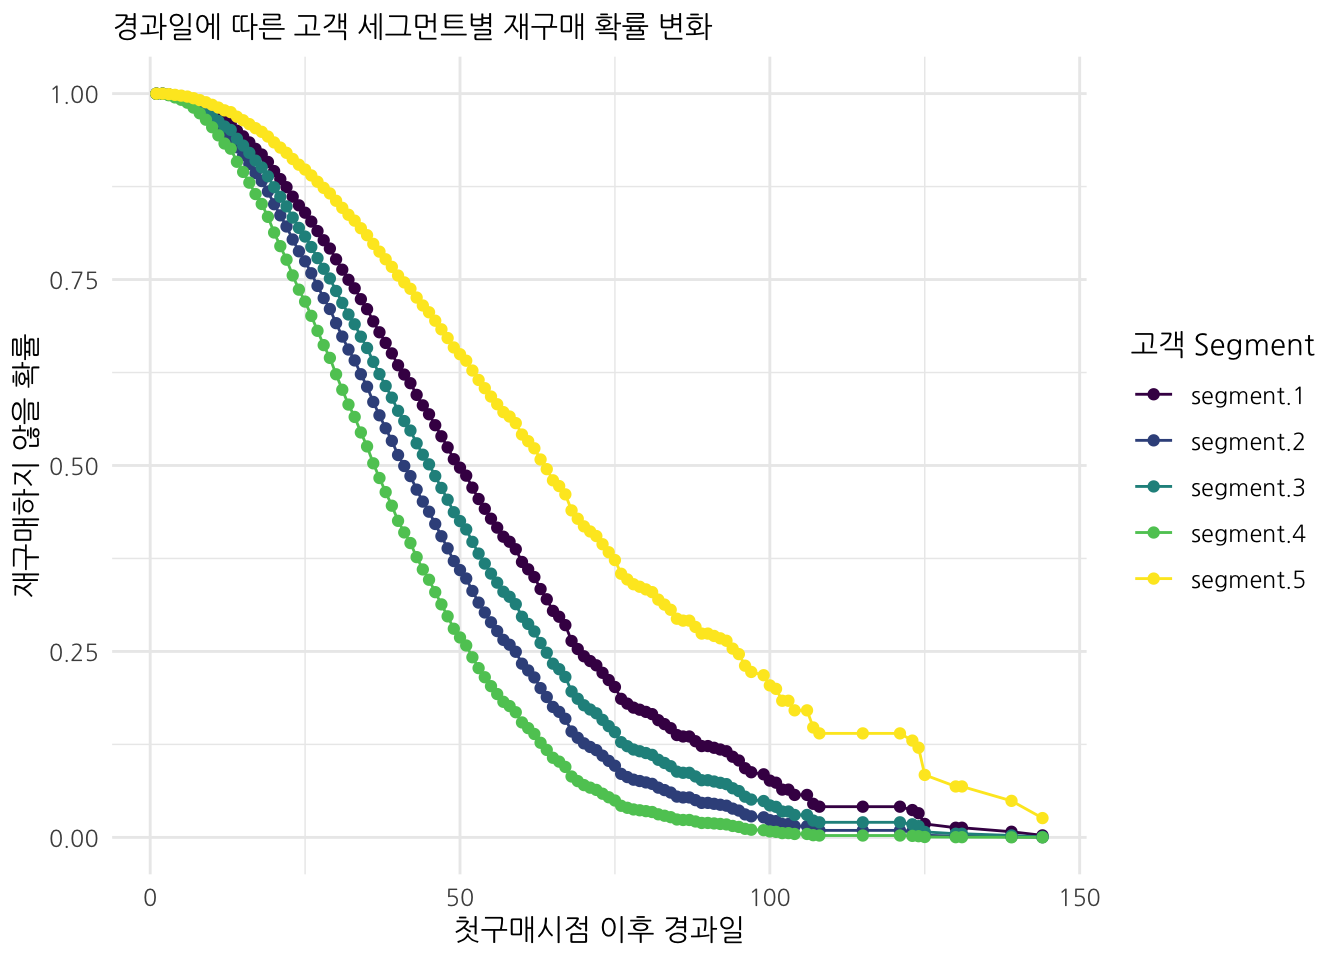 경과일에 따른 고객 세그먼트별 재구매 확률 변화
재구매하지 않을 확률
1.00
0.75
0.50
0.25
0.00
0
50
100
150
첫구매시점 이후 경과일
고객 Segment
segment.1
segment.2
segment.3
segment.4
segment.5